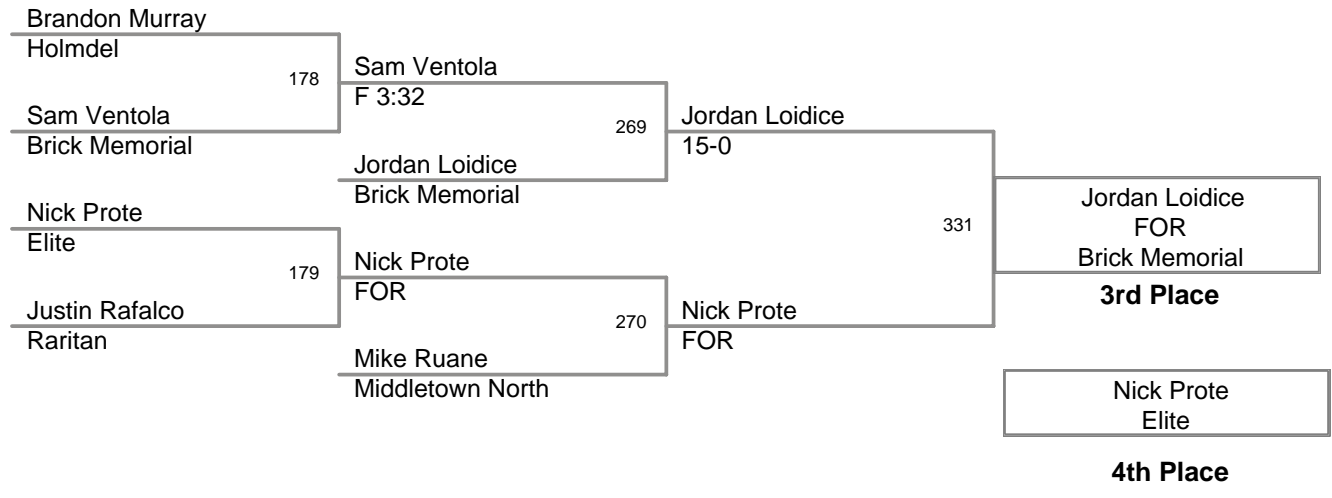 Brandon Murray
Holmdel
178
Sam Ventola
Brick Memorial
Sam Ventola
F 3:32
269
Jordan Loidice
Brick Memorial
Jordan Loidice
15-0
Nick Prote
Elite
179
Justin Rafalco
Raritan
Nick Prote
FOR
270
Mike Ruane
Middletown North
Nick Prote
FOR
331
Jordan Loidice
FOR
Brick Memorial
3rd Place
Nick Prote
Elite
4th Place